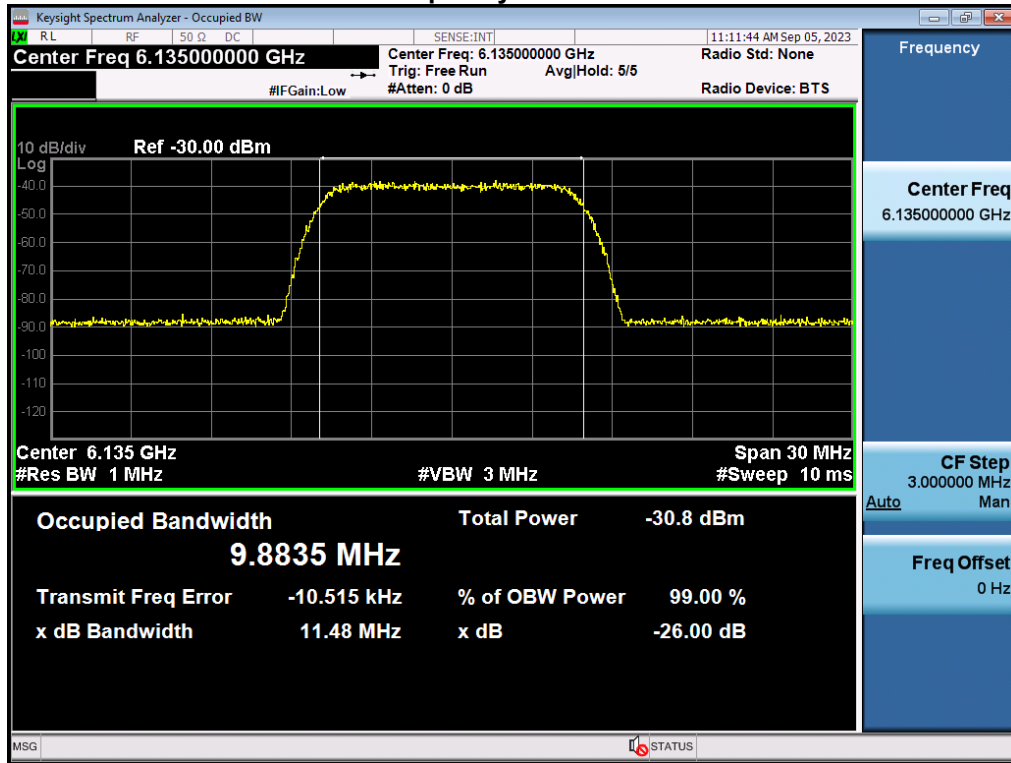 Keysight Spectrum Analyzer - Occupied BW
LXI RL RF 50 Ω DC SENSE:INT 11:11:44 AM Sep 05, 2023
Center Freq 6.135000000 GHz
Center Freq: 6.135000000 GHz
Radio Std: None
Trig: Free Run Avg|Hold: 5/5
#IFGain:Low
#Atten: 0 dB
Radio Device: BTS
10 dB/div Ref -30.00 dBm
Log
-40.0
-50.0
-60.0
-70.0
-80.0
-90.0
-100
-110
-120
Center 6.135 GHz Span 30 MHz
#Res BW 1 MHz #VBW 3 MHz #Sweep 10 ms
Occupied Bandwidth Total Power -30.8 dBm
9.8835 MHz
Transmit Freq Error -10.515 kHz % of OBW Power 99.00 %
x dB Bandwidth 11.48 MHz x dB -26.00 dB
Frequency
Center Freq
6.135000000 GHz
CF Step
3.000000 MHz
Auto Man
Freq Offset
0 Hz
MSG STATUS